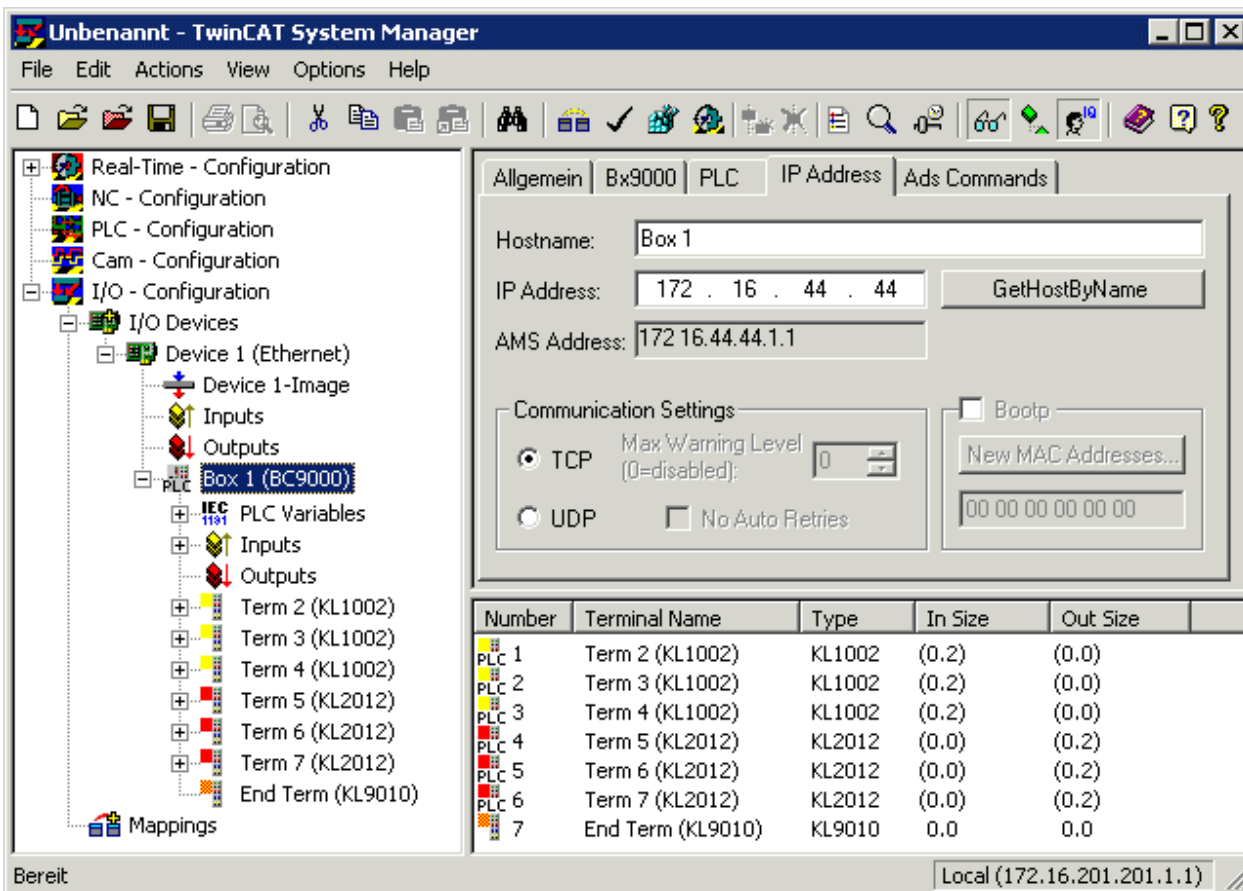 Unbenannt - TwinCAT System Manager
File Edit Actions View Options Help
Real-Time - Configuration
NC - Configuration
PLC - Configuration
Cam - Configuration
I/O - Configuration
I/O Devices
Device 1 (Ethernet)
Device 1-Image
Inputs
Outputs
PLC Box 1 (BC9000)
IEC 1131 PLC Variables
Inputs
Outputs
Term 2 (KL1002)
Term 3 (KL1002)
Term 4 (KL1002)
Term 5 (KL2012)
Term 6 (KL2012)
Term 7 (KL2012)
End Term (KL9010)
Mappings
Allgemein Bx9000 PLC IP Address Ads Commands
Hostname: Box 1
IP Address: 172 . 16 . 44 . 44 GetHostByName
AMS Address: 172 16.44.44.1.1
Communication Settings
TCP Max Warning Level (0=disabled): 0
UDP No Auto Retries
Bootp
New MAC Addresses...
00 00 00 00 00 00
Number Terminal Name Type In Size Out Size
PLC 1 Term 2 (KL1002) KL1002 (0.2) (0.0)
PLC 2 Term 3 (KL1002) KL1002 (0.2) (0.0)
PLC 3 Term 4 (KL1002) KL1002 (0.2) (0.0)
PLC 4 Term 5 (KL2012) KL2012 (0.0) (0.2)
PLC 5 Term 6 (KL2012) KL2012 (0.0) (0.2)
PLC 6 Term 7 (KL2012) KL2012 (0.0) (0.2)
7 End Term (KL9010) KL9010 0.0 0.0
Bereit Local (172.16.201.201.1.1)